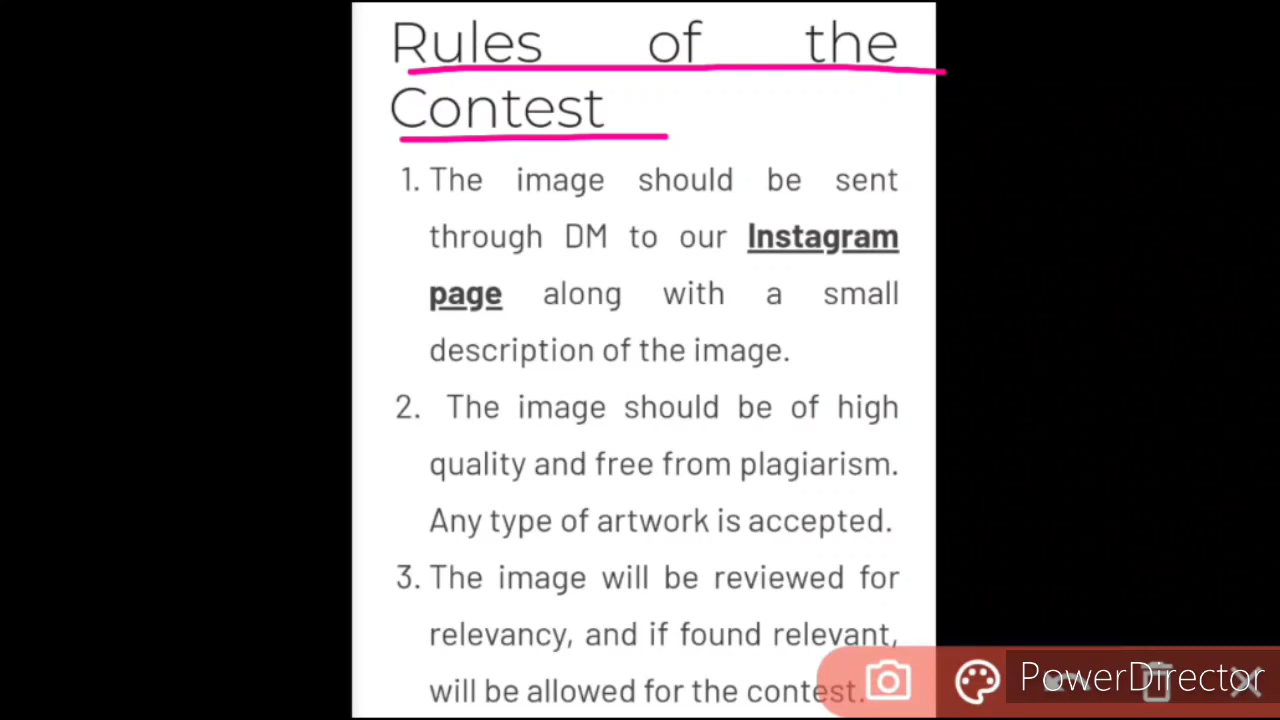 Rules of the
Contest
1. The image should be sent
through DM to our Instagram
page along with a small
description of the image.
2. The image should be of high
quality and free from plagiarism.
Any type of artwork is accepted.
3. The image will be reviewed for
relevancy, and if found relevant,
will be allowed for the contest.
PowerDirector